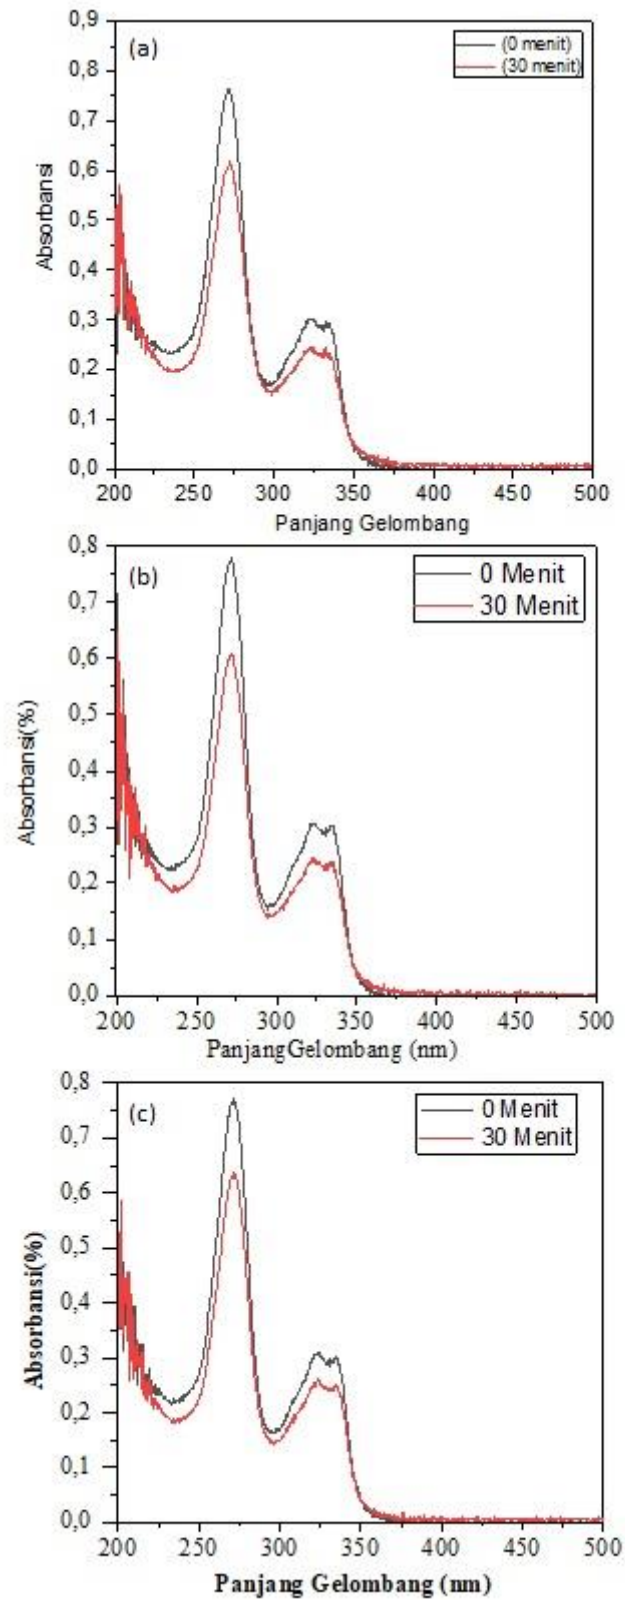 (a)
(0 menit)
(30 menit)
0,9
0,8
0,7
0,6
0,5
0,4
0,3
0,2
0,1
0,0
Absorbansi
200 250 300 350 400 450 500
Panjang Gelombang
(b)
0 Menit
30 Menit
0,8
0,7
0,6
0,5
0,4
0,3
0,2
0,1
0,0
Absorbansi(%)
200 250 300 350 400 450 500
PanjangGelombang (nm)
(c)
0 Menit
30 Menit
0,8
0,7
0,6
0,5
0,4
0,3
0,2
0,1
0,0
Absorbansi(%)
200 250 300 350 400 450 500
Panjang Gelombang (nm)